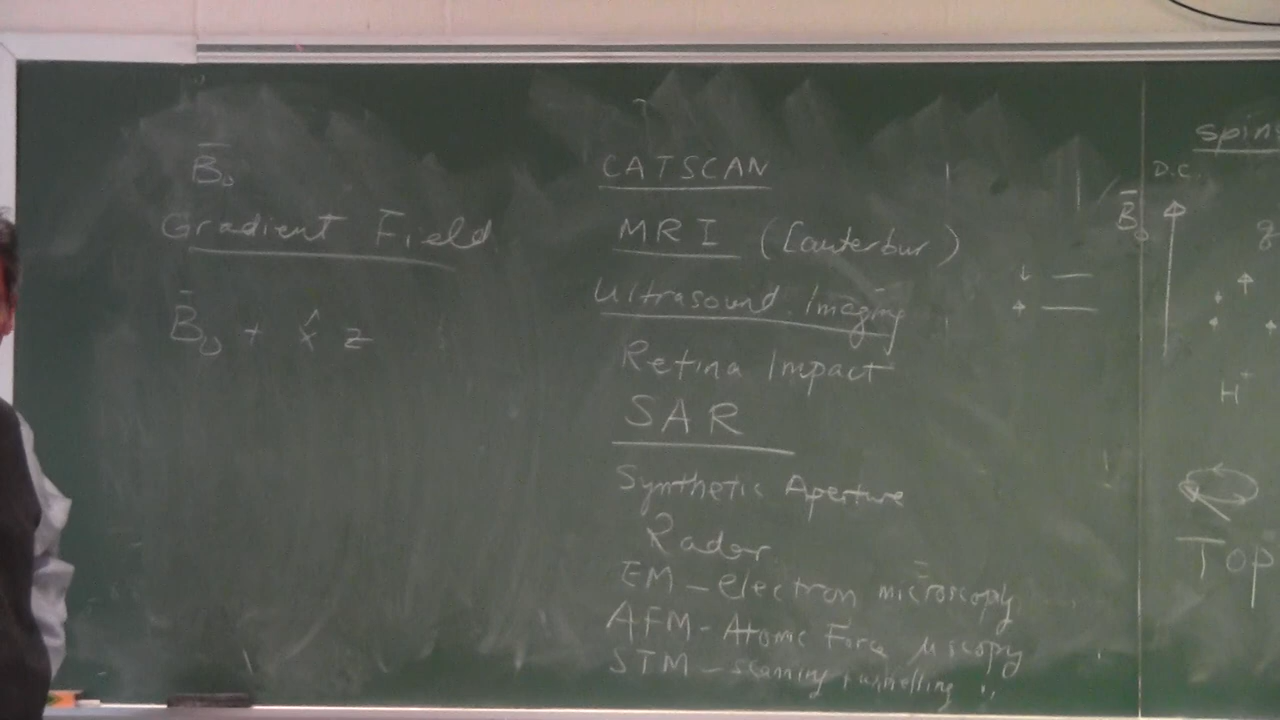 B̄₀
Gradient Field
B̄₀ + x̂ z
CATSCAN
MRI (Lauterbur)
Ultrasound Imaging
Retina Impact
SAR
Synthetic Aperture
Radar
EM – electron microscopy
AFM – Atomic Force μscopy
STM – scanning tunnelling "
spin
D.C.
B̄₀
H⁺
TOP